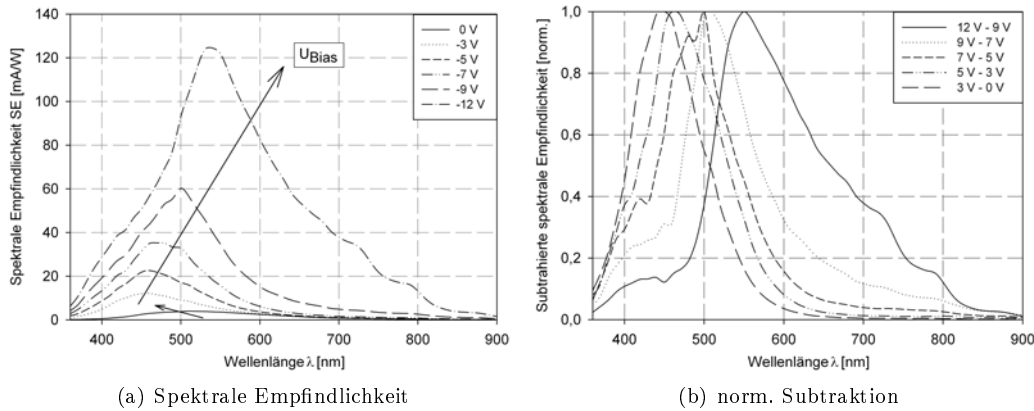 Spektrale Empfindlichkeit SE [mA/W]
140
120
100
80
60
40
20
0
400 500 600 700 800 900
Wellenlänge λ [nm]
U_Bias
0 V
-3 V
-5 V
-7 V
-9 V
-12 V
(a) Spektrale Empfindlichkeit
Subtrahierte spektrale Empfindlichkeit [norm.]
1,0
0,8
0,6
0,4
0,2
0,0
400 500 600 700 800 900
Wellenlänge λ [nm]
12 V - 9 V
9 V - 7 V
7 V - 5 V
5 V - 3 V
3 V - 0 V
(b) norm. Subtraktion